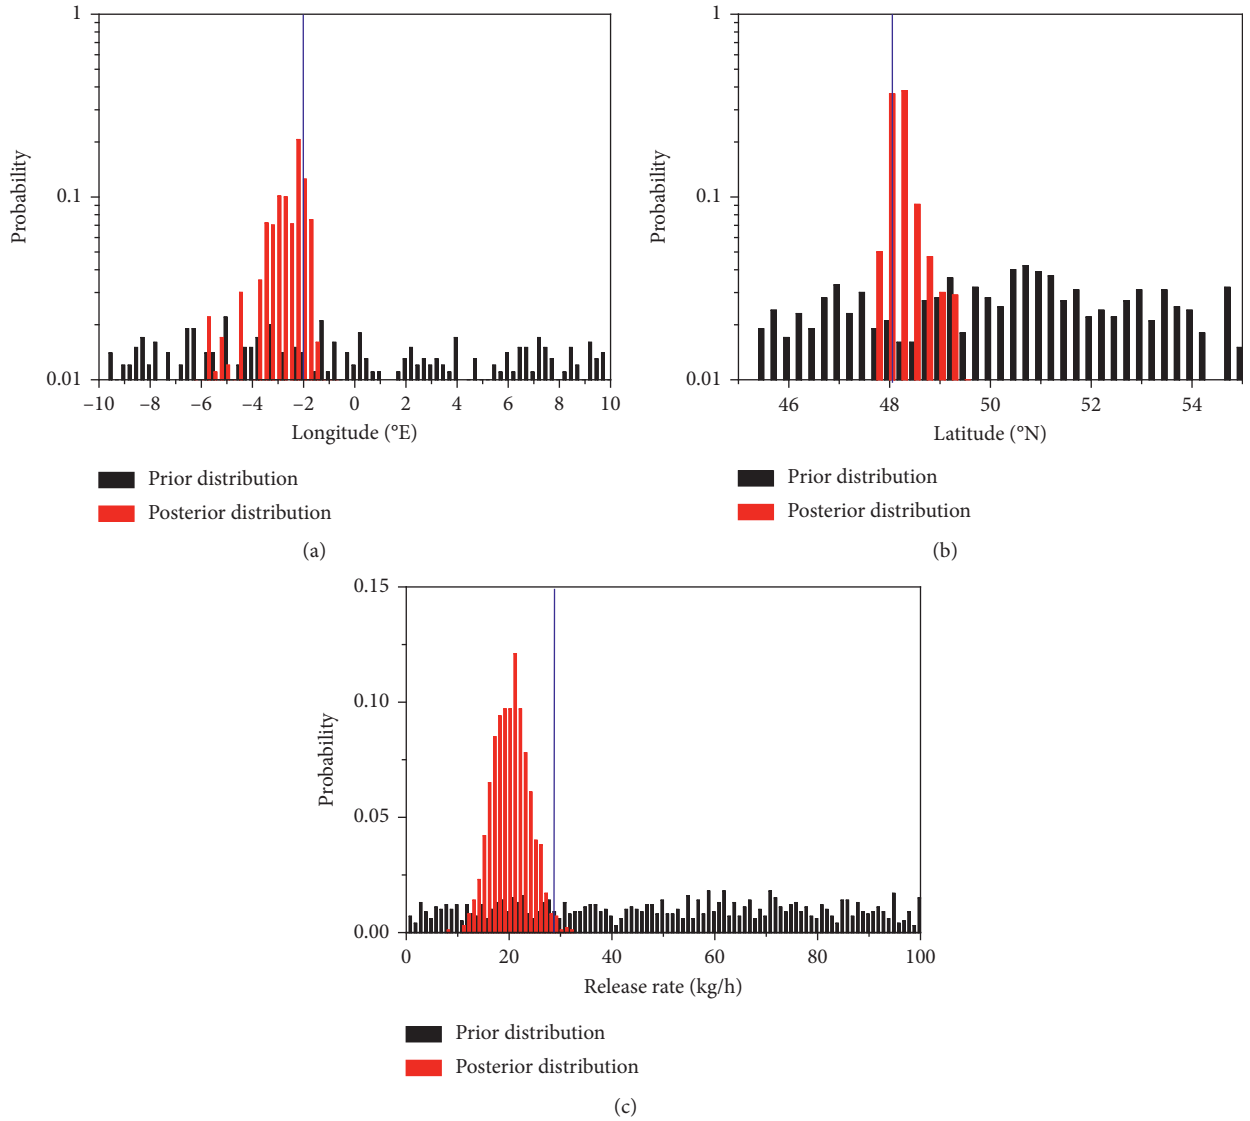 1
0.1
0.01
Probability
–10 –8 –6 –4 –2 0 2 4 6 8 10
Longitude (°E)
Prior distribution
Posterior distribution
(a)
1
0.1
0.01
Probability
46 48 50 52 54
Latitude (°N)
Prior distribution
Posterior distribution
(b)
0.15
0.10
0.05
0.00
Probability
0 20 40 60 80 100
Release rate (kg/h)
Prior distribution
Posterior distribution
(c)